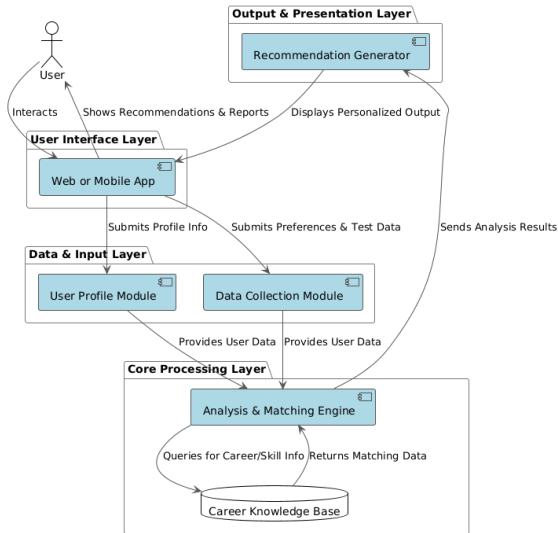 Output & Presentation Layer
Recommendation Generator
User
Interacts
Shows Recommendations & Reports
Displays Personalized Output
User Interface Layer
Web or Mobile App
Submits Profile Info
Submits Preferences & Test Data
Sends Analysis Results
Data & Input Layer
User Profile Module
Data Collection Module
Provides User Data
Provides User Data
Core Processing Layer
Analysis & Matching Engine
Queries for Career/Skill Info
Returns Matching Data
Career Knowledge Base